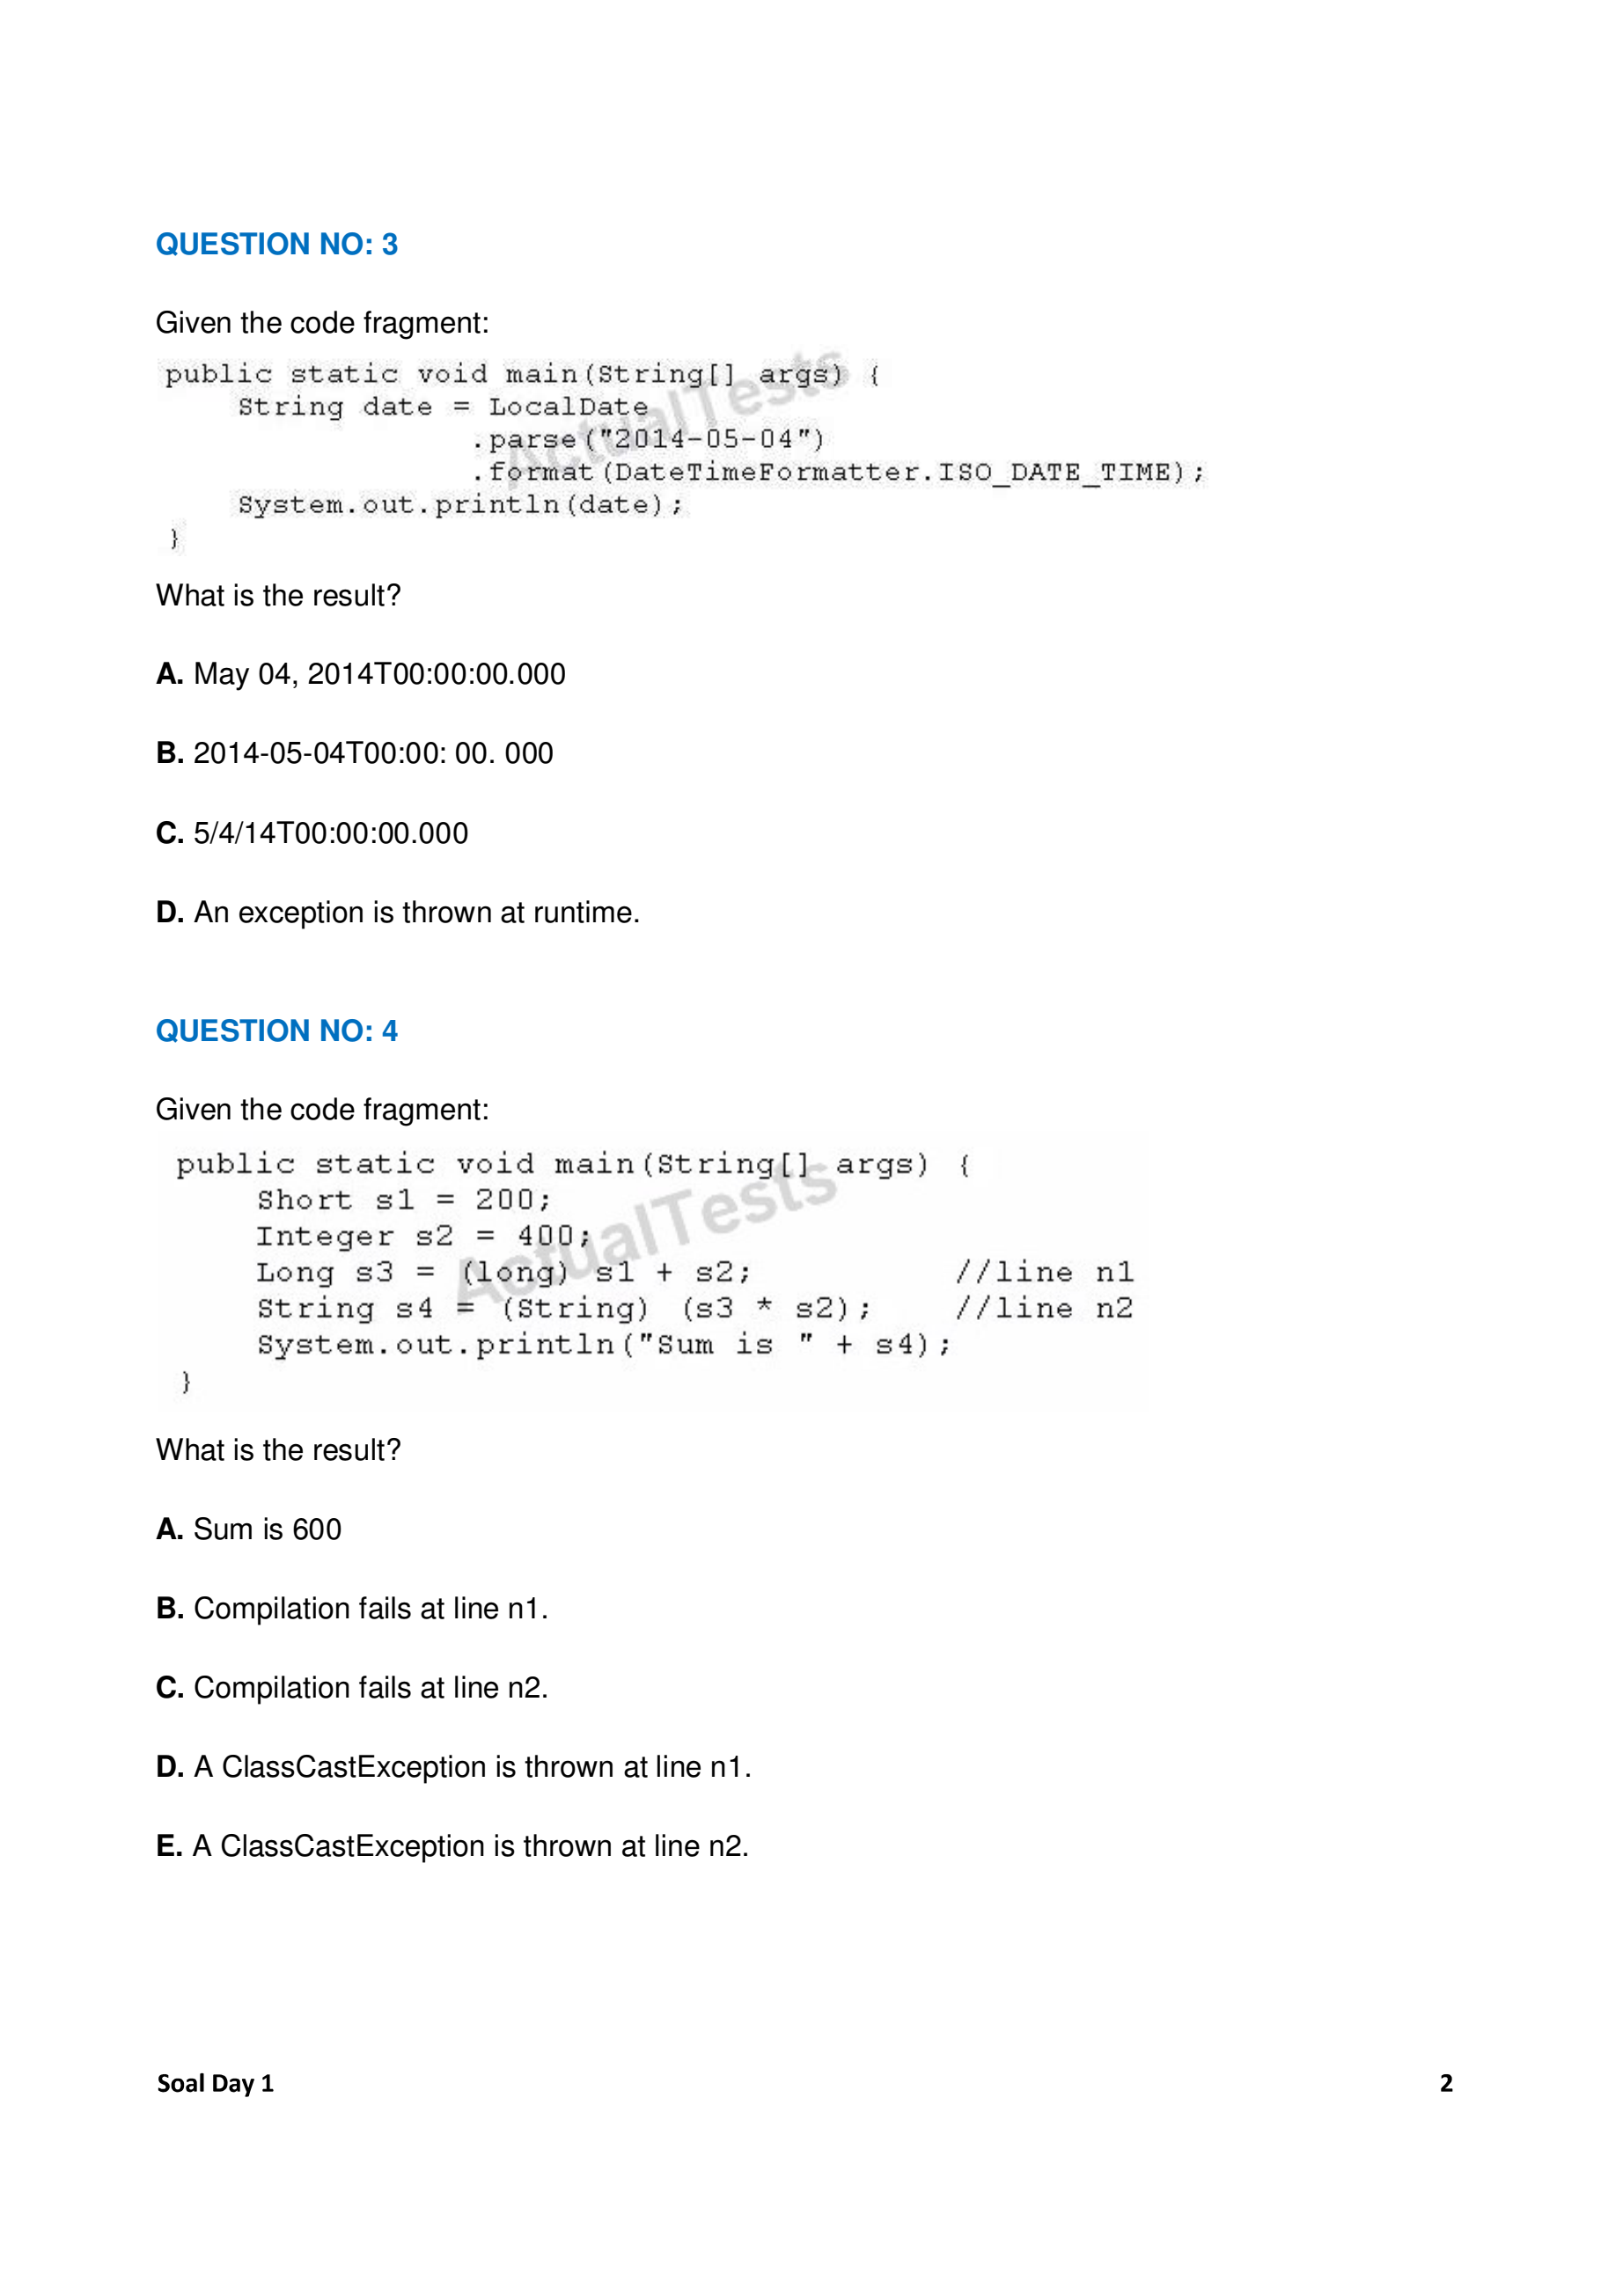 QUESTION NO: 3
Given the code fragment:
public static void main(String[] args) {
String date = LocalDate
.parse("2014-05-04")
.format(DateTimeFormatter.ISO_DATE_TIME);
System.out.println(date);
}
ActualTests
What is the result?
A. May 04, 2014T00:00:00.000
B. 2014-05-04T00:00: 00. 000
C. 5/4/14T00:00:00.000
D. An exception is thrown at runtime.
QUESTION NO: 4
Given the code fragment:
public static void main(String[] args) {
Short s1 = 200;
Integer s2 = 400;
Long s3 = (long) s1 + s2; //line n1
String s4 = (String) (s3 * s2); //line n2
System.out.println("Sum is " + s4);
}
ActualTests
What is the result?
A. Sum is 600
B. Compilation fails at line n1.
C. Compilation fails at line n2.
D. A ClassCastException is thrown at line n1.
E. A ClassCastException is thrown at line n2.
Soal Day 1 2